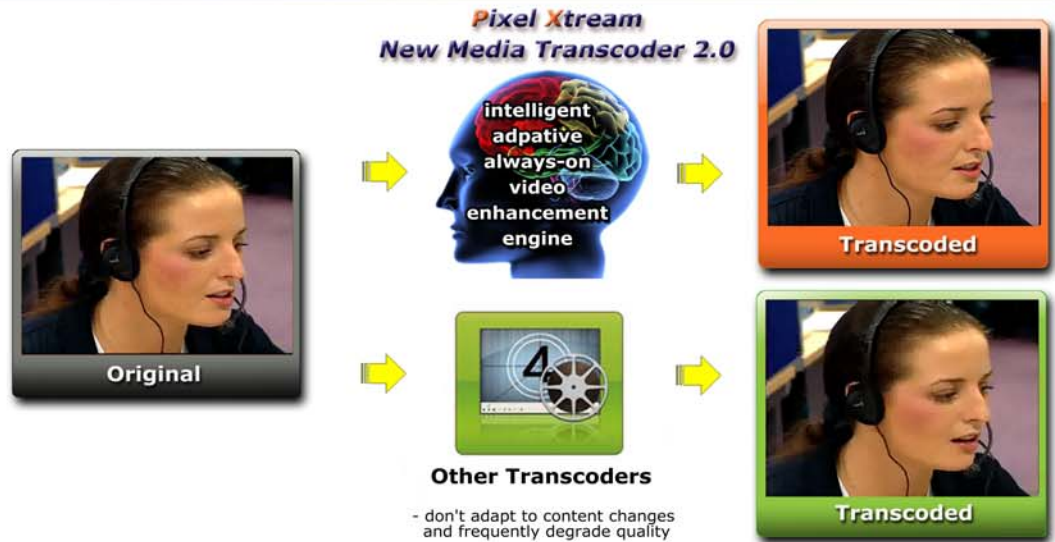 Pixel Xtream
New Media Transcoder 2.0
intelligent
adpative
always-on
video
enhancement
engine
Original
Transcoded
4
Other Transcoders
- don't adapt to content changes
and frequently degrade quality
Transcoded